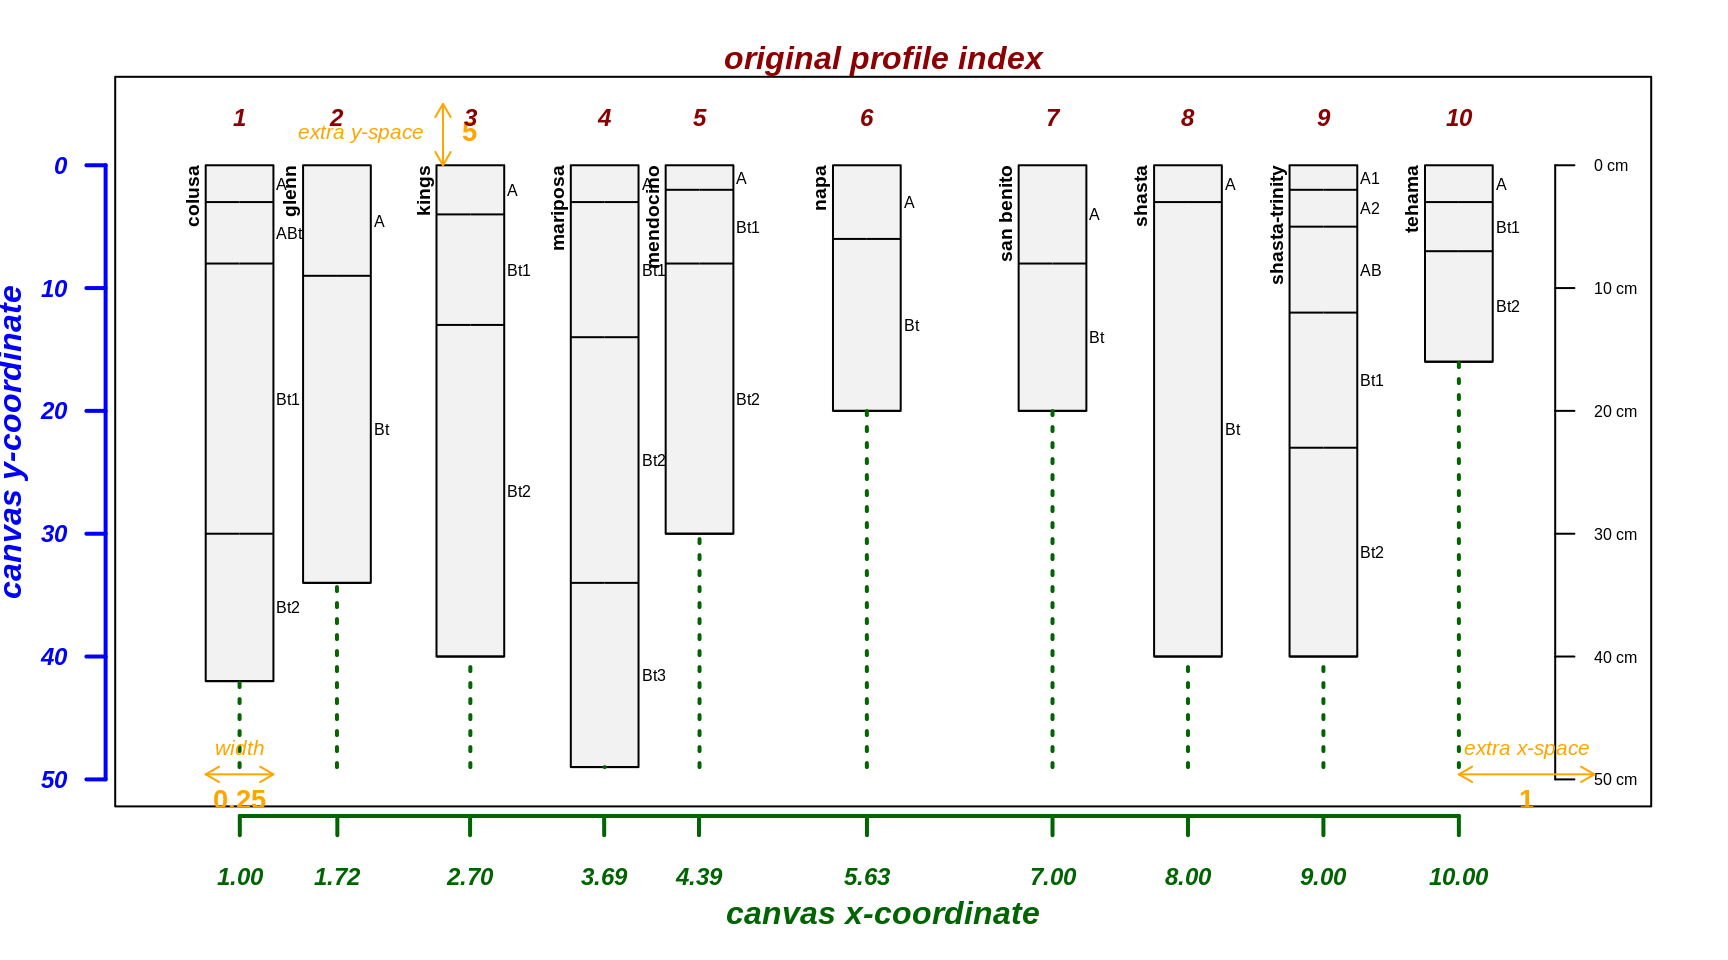 original profile index
1 2 3 4 5 6 7 8 9 10
extra y-space 5
canvas y-coordinate
0
10
20
30
40
50
colusa
A
ABt
Bt1
Bt2
glenn
A
Bt
kings
A
Bt1
Bt2
mariposa
A
Bt1
Bt2
Bt3
mendocino
A
Bt1
Bt2
napa
A
Bt
san benito
A
Bt
shasta
A
Bt
shasta-trinity
A1
A2
AB
Bt1
Bt2
tehama
A
Bt1
Bt2
0 cm
10 cm
20 cm
30 cm
40 cm
50 cm
width
0.25
extra x-space
1
1.00 1.72 2.70 3.69 4.39 5.63 7.00 8.00 9.00 10.00
canvas x-coordinate